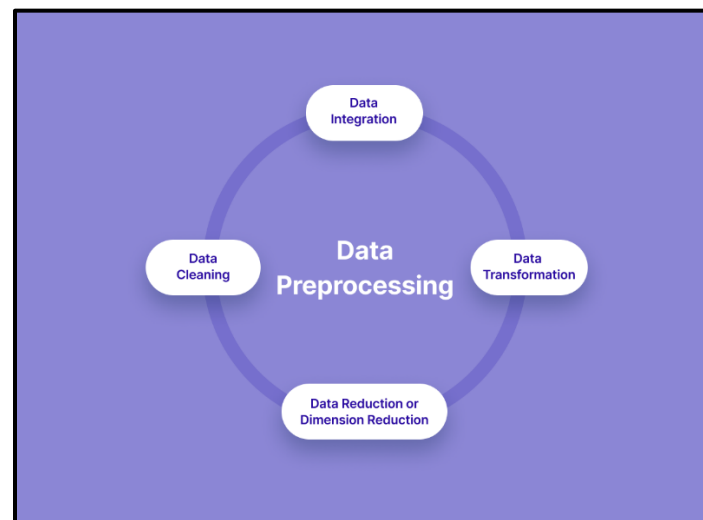 Data
Integration
Data
Cleaning
Data
Preprocessing
Data
Transformation
Data Reduction or
Dimension Reduction